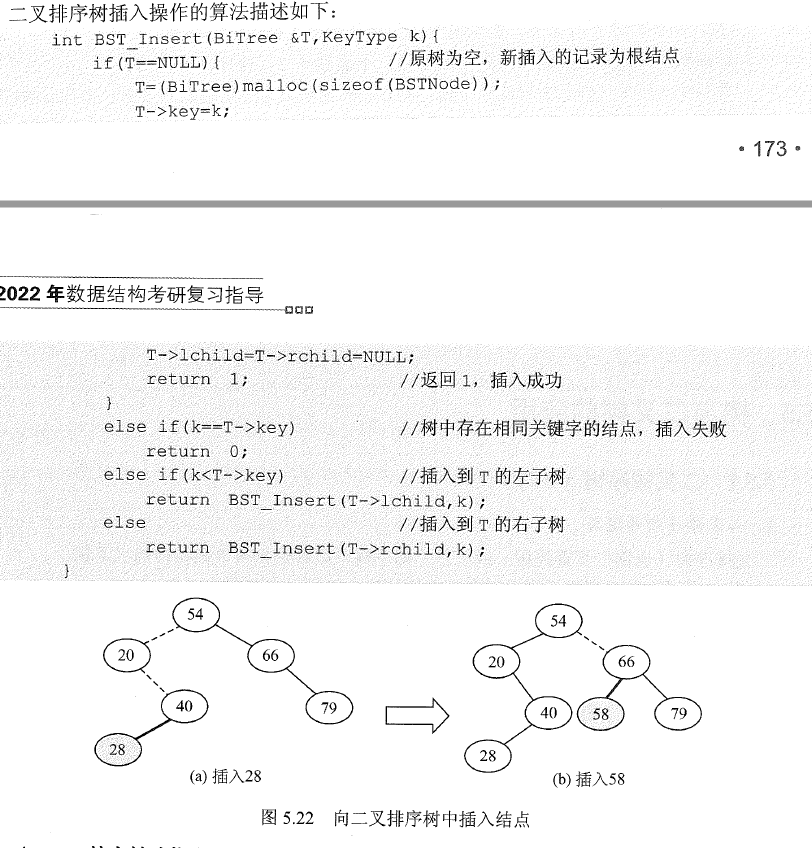 二叉排序树插入操作的算法描述如下：
int BST_Insert(BiTree &T,KeyType k){
if(T==NULL){ //原树为空，新插入的记录为根结点
T=(BiTree)malloc(sizeof(BSTNode));
T->key=k;
·173·
2022年数据结构考研复习指导
T->lchild=T->rchild=NULL;
return 1; //返回1，插入成功
}
else if(k==T->key) //树中存在相同关键字的结点，插入失败
return 0;
else if(k<T->key) //插入到T的左子树
return BST_Insert(T->lchild,k);
else //插入到T的右子树
return BST_Insert(T->rchild,k);
}
54
20 66
40 79
28
(a) 插入28
54
20 66
40 58 79
28
(b) 插入58
图 5.22 向二叉排序树中插入结点